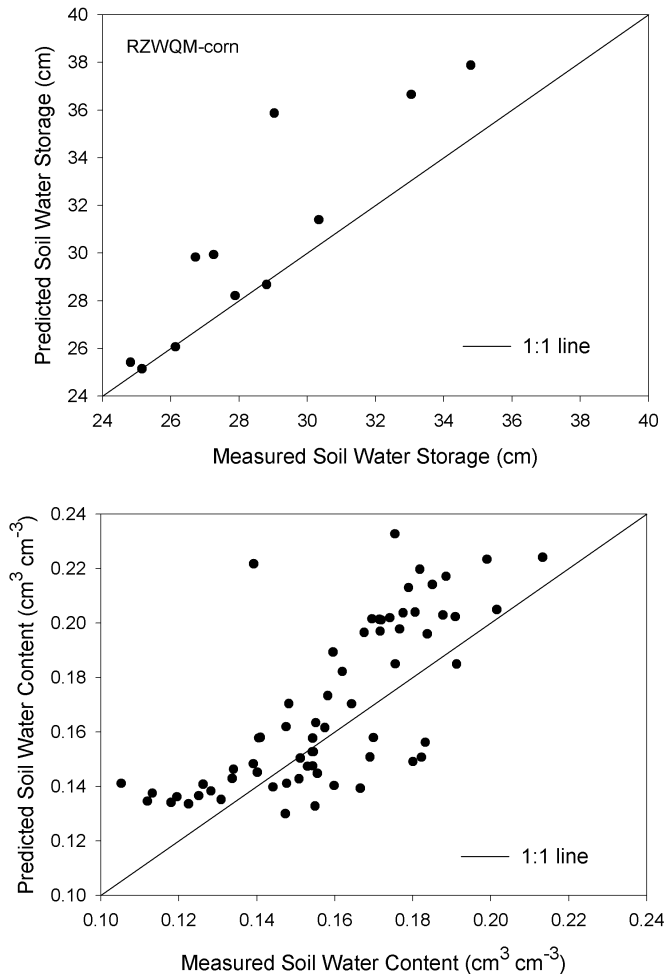 40
RZWQM-corn
38
36
34
32
30
28
26
24
Predicted Soil Water Storage (cm)
1:1 line
24 26 28 30 32 34 36 38 40
Measured Soil Water Storage (cm)
0.24
0.22
0.20
0.18
0.16
0.14
0.12
0.10
Predicted Soil Water Content (cm³ cm⁻³)
1:1 line
0.10 0.12 0.14 0.16 0.18 0.20 0.22 0.24
Measured Soil Water Content (cm³ cm⁻³)